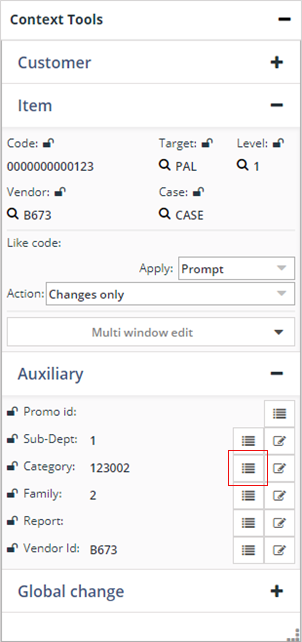 Context Tools
Customer
Item
Code: Target: Level:
0000000000123 PAL 1
Vendor: Case:
B673 CASE
Like code:
Apply: Prompt
Action: Changes only
Multi window edit
Auxiliary
Promo id:
Sub-Dept: 1
Category: 123002
Family: 2
Report:
Vendor Id: B673
Global change